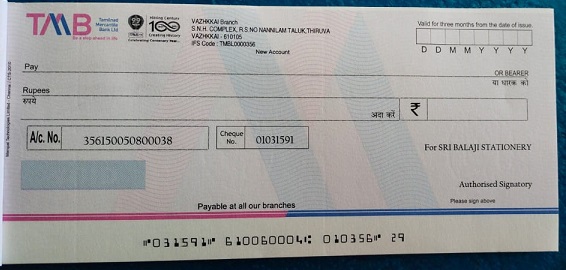 TMB Tamilnad Mercantile Bank Ltd
Be a step ahead in life
Mixing Century 100 Creating History
Celebrating Centenary Year
VAZHKKAI Branch
S.N.H. COMPLEX, R.S.NO NANNILAM TALUK,THIRUVA
VAZHKKAI - 610105
IFS Code : TMBL0000356
New Account
Valid for three months from the date of issue
D D M M Y Y Y Y
Pay
OR BEARER
या धारक को
Rupees
रुपये
अदा करें ₹
A/c. No. 356150050800038 Cheque No. 01031591
For SRI BALAJI STATIONERY
Authorised Signatory
Please sign above
Payable at all our branches
⑈031591⑈ 610060004⑆ 010356⑈ 29